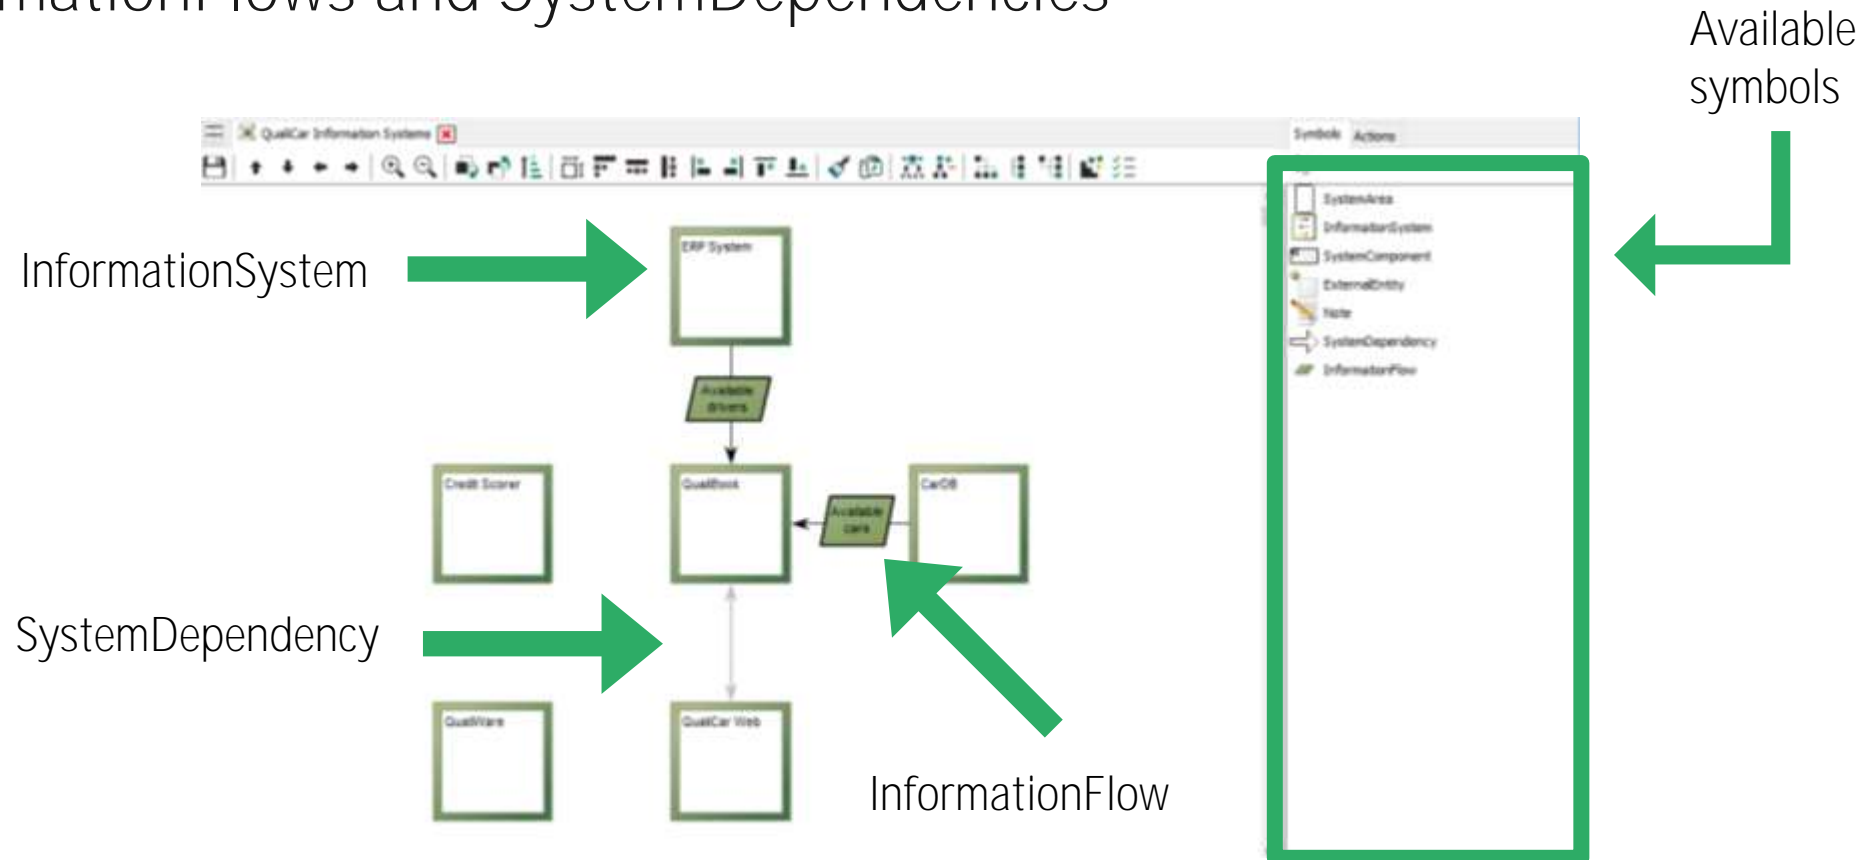 mationFlows and SystemDependencies
Available
symbols
QualiCar Information Systems
Symbols Actions
SystemArea
InformationSystem
SystemComponent
ExternalEntity
Note
SystemDependency
InformationFlow
InformationSystem
ERP System
Available
drivers
Credit Scorer
QualiBook
Available
cars
CarDB
SystemDependency
QualiWare
QualiCar Web
InformationFlow